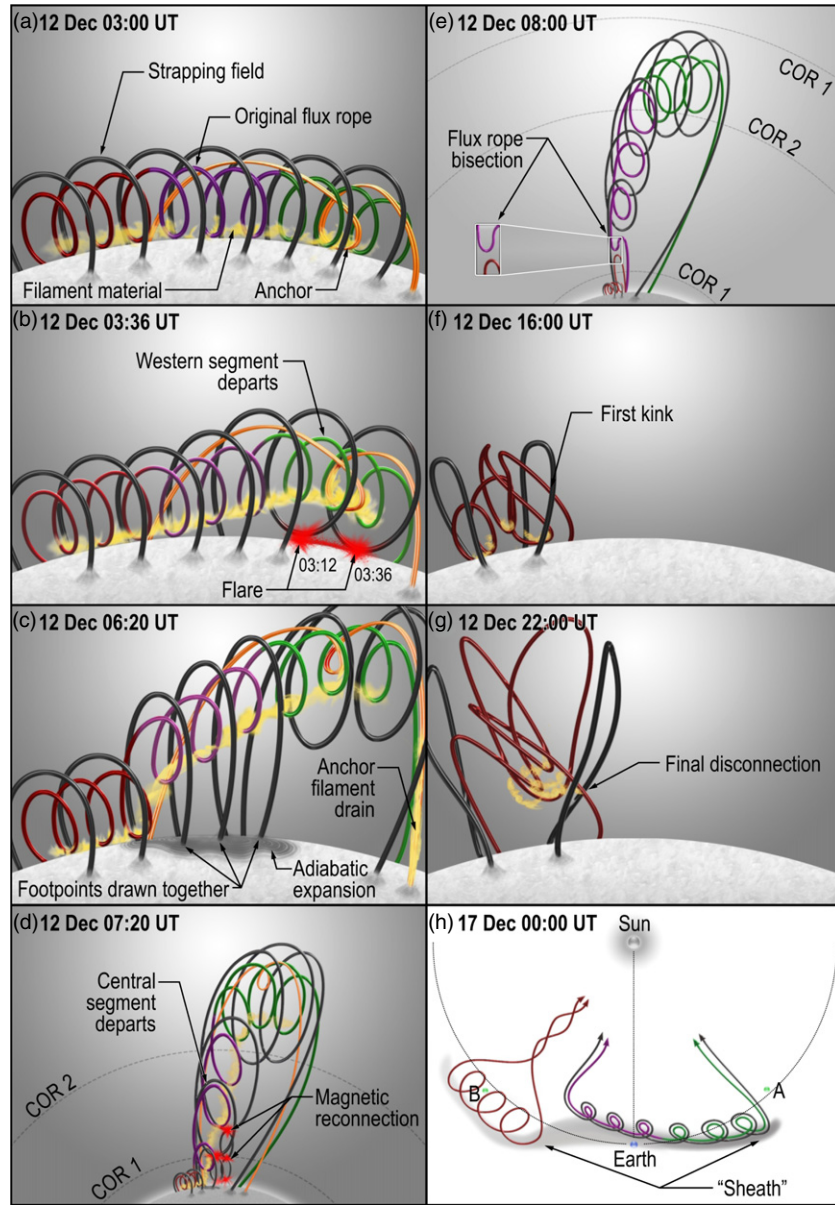 (a) 12 Dec 03:00 UT
Strapping field
Original flux rope
Filament material
Anchor
(b) 12 Dec 03:36 UT
Western segment
departs
03:12
03:36
Flare
(c) 12 Dec 06:20 UT
Anchor
filament
drain
Footpoints drawn together
Adiabatic
expansion
(d) 12 Dec 07:20 UT
Central
segment
departs
COR 2
Magnetic
reconnection
COR 1
(e) 12 Dec 08:00 UT
COR 1
COR 2
Flux rope
bisection
COR 1
(f) 12 Dec 16:00 UT
First kink
(g) 12 Dec 22:00 UT
Final disconnection
(h) 17 Dec 00:00 UT
Sun
B
A
Earth
“Sheath”